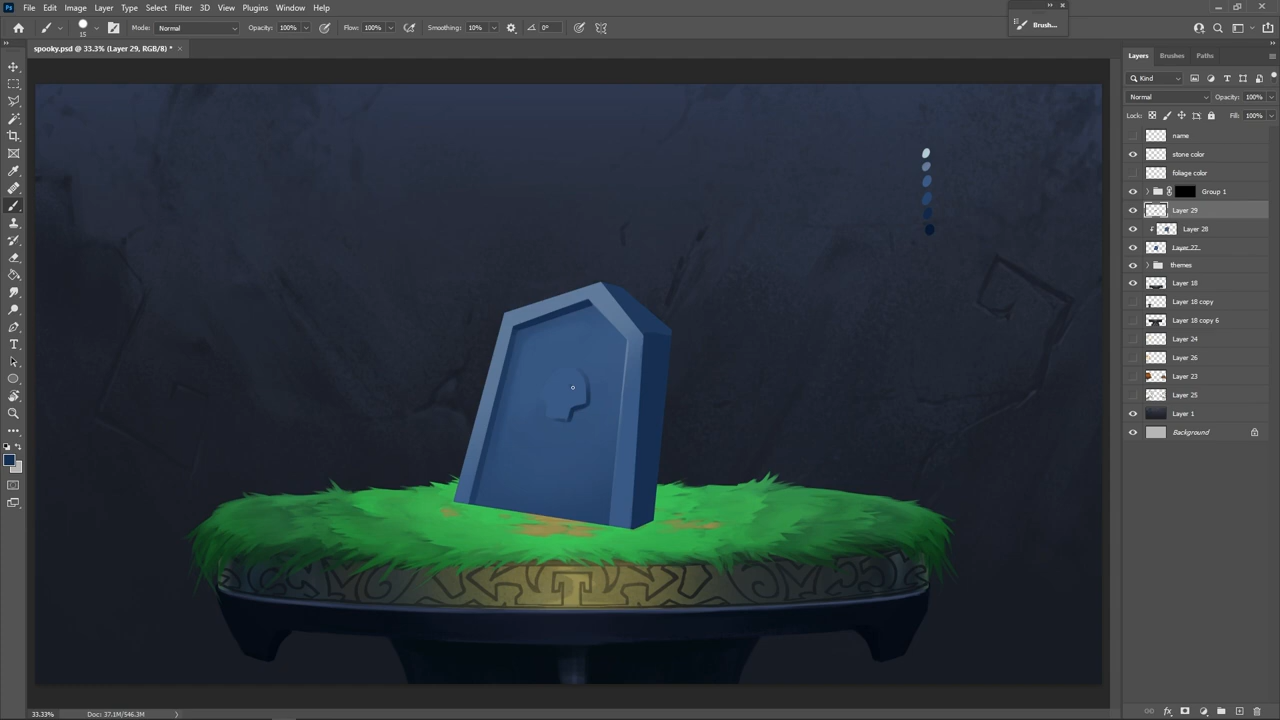 File Edit Image Layer Type Select Filter 3D View Plugins Window Help
15 Mode: Normal Opacity: 100% Flow: 100% Smoothing: 10% 0° Brush...
spooky.psd @ 33.3% (Layer 29, RGB/8) * ×
Layers Brushes Paths
Kind
Normal Opacity: 100%
Lock: Fill: 100%
name
stone color
foliage color
Group 1
Layer 29
Layer 28
Layer 27
themes
Layer 18
Layer 18 copy
Layer 18 copy 6
Layer 24
Layer 26
Layer 23
Layer 25
Layer 1
Background
33.33% Doc: 37.1M/546.3M